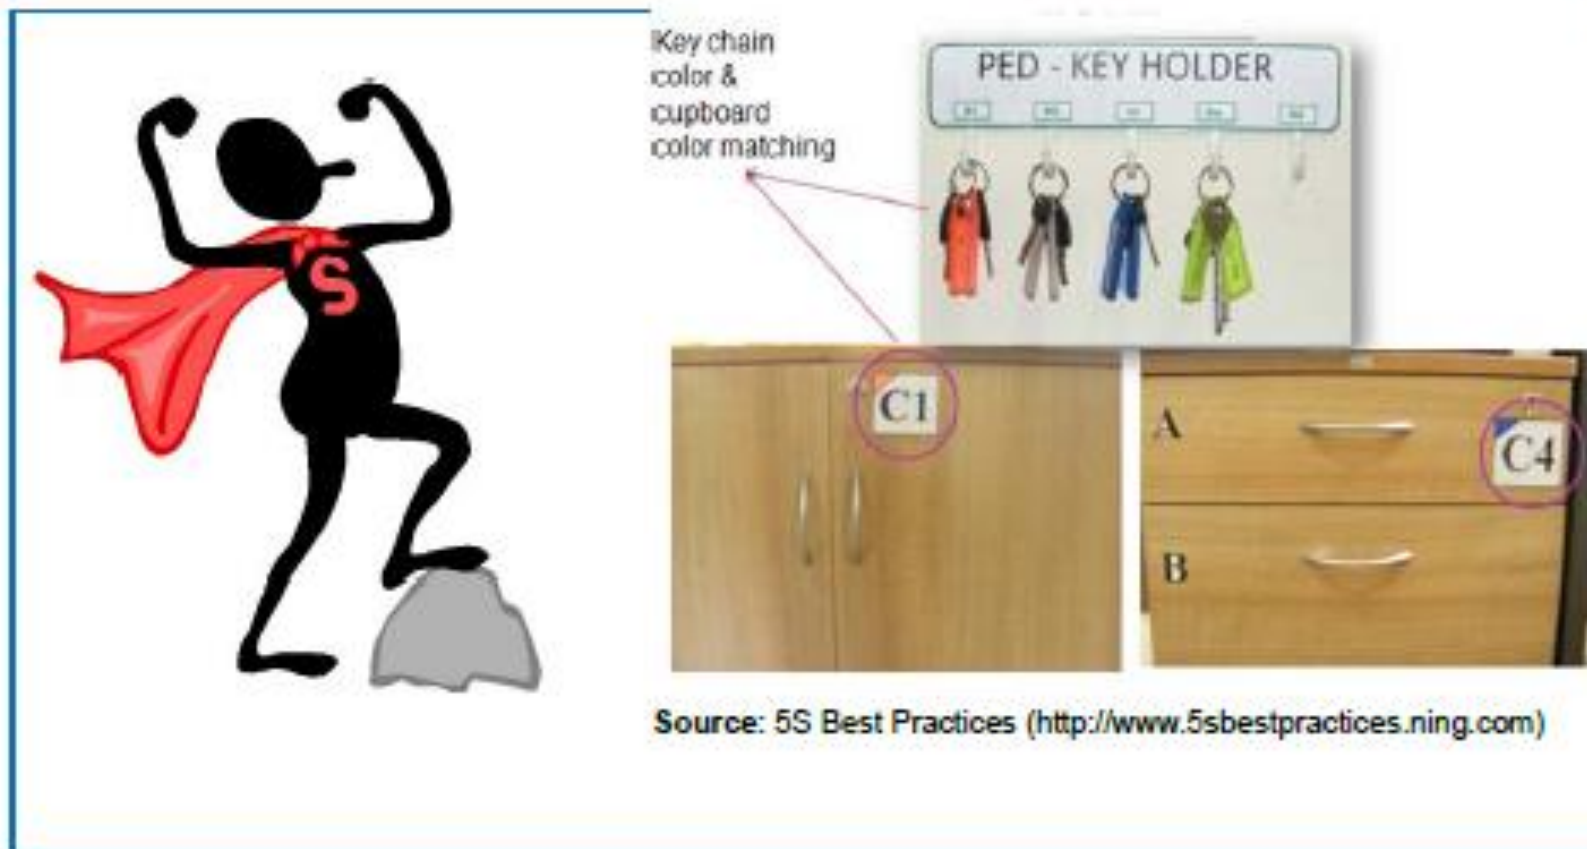 Key chain
color &
cupboard
color matching
PED - KEY HOLDER
S
C1
A
C4
B
Source: 5S Best Practices (http://www.5sbestpractices.ning.com)